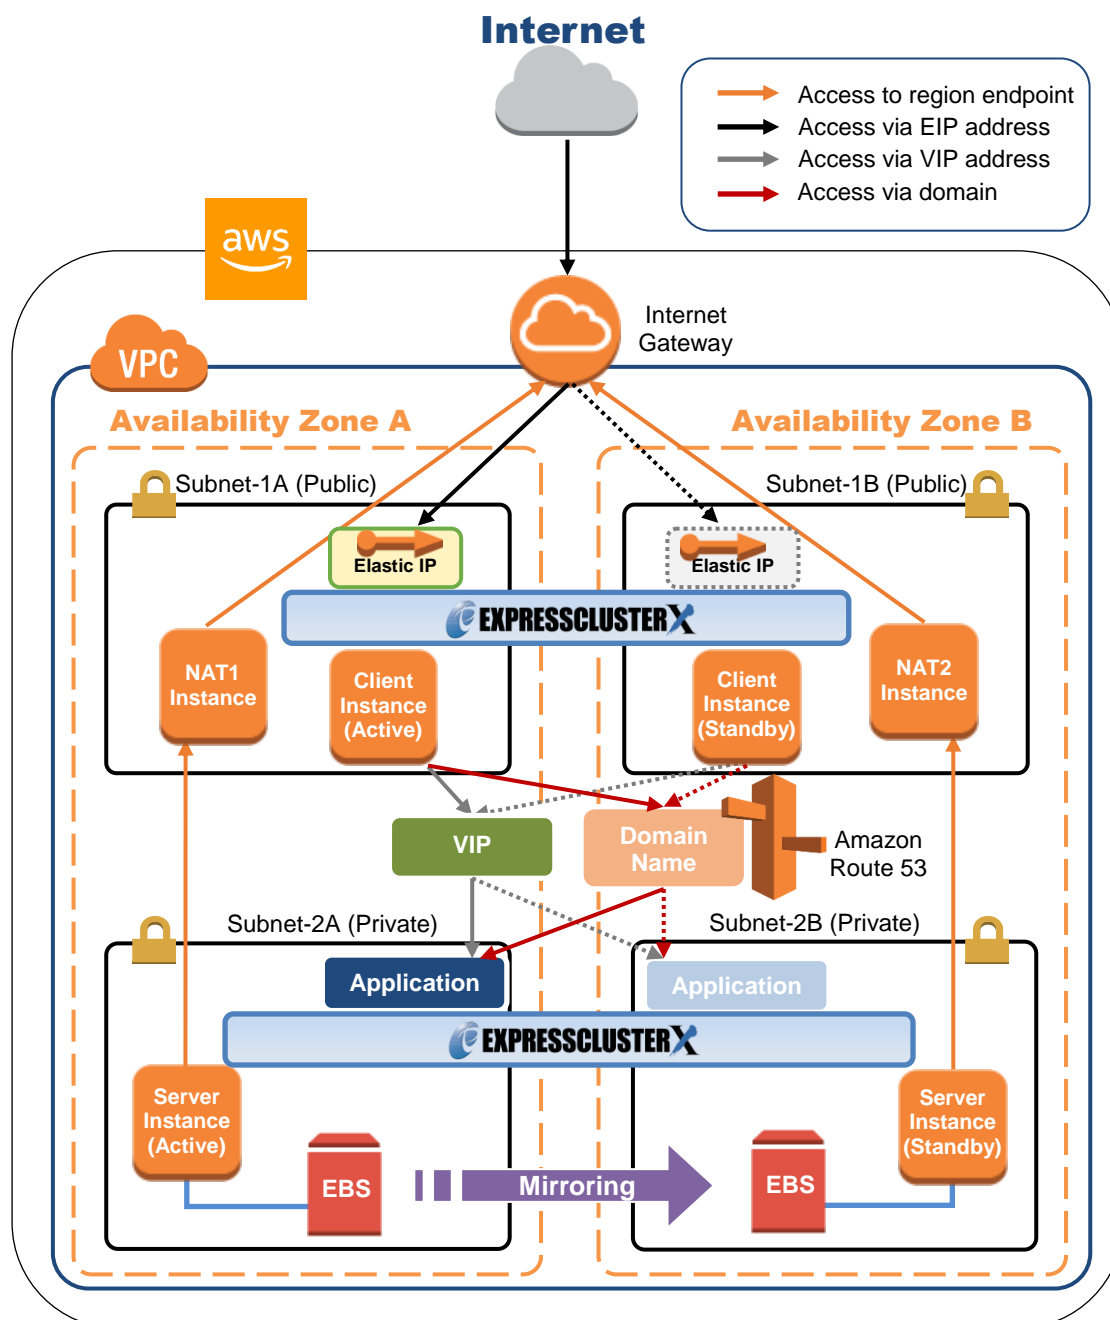 Internet
Access to region endpoint
Access via EIP address
Access via VIP address
Access via domain
aws
Internet
Gateway
VPC
Availability Zone A
Availability Zone B
Subnet-1A (Public)
Subnet-1B (Public)
Elastic IP
Elastic IP
EXPRESSCLUSTER X
NAT1
Instance
Client
Instance
(Active)
Client
Instance
(Standby)
NAT2
Instance
VIP
Domain
Name
Amazon
Route 53
Subnet-2A (Private)
Subnet-2B (Private)
Application
Application
EXPRESSCLUSTER X
Server
Instance
(Active)
Server
Instance
(Standby)
EBS
Mirroring
EBS